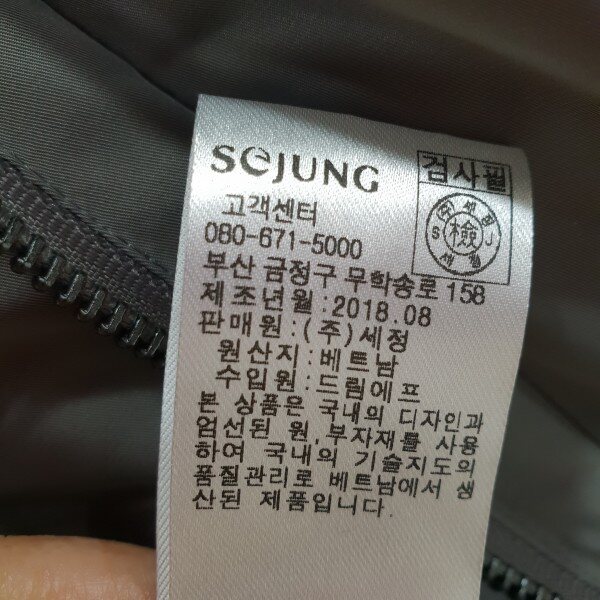 SeJUNG
검사필
고객센터
080-671-5000
檢
S J
부산 금정구 무학송로 158
제조년월:2018.08
판매원:(주)세정
원산지:베트남
수입원:드림에프
본 상품은 국내의 디자인과
엄선된 원,부자재를 사용
하여 국내의 기술지도의
품질관리로 베트남에서 생
산된 제품입니다.